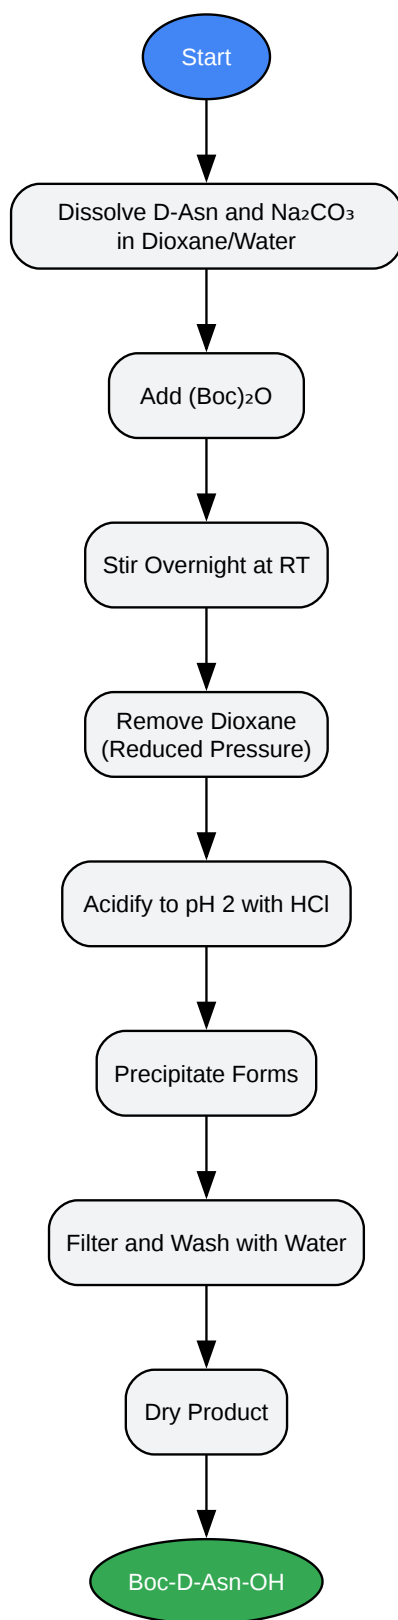 Start
Dissolve D-Asn and Na₂CO₃
in Dioxane/Water
Add (Boc)₂O
Stir Overnight at RT
Remove Dioxane
(Reduced Pressure)
Acidify to pH 2 with HCl
Precipitate Forms
Filter and Wash with Water
Dry Product
Boc-D-Asn-OH